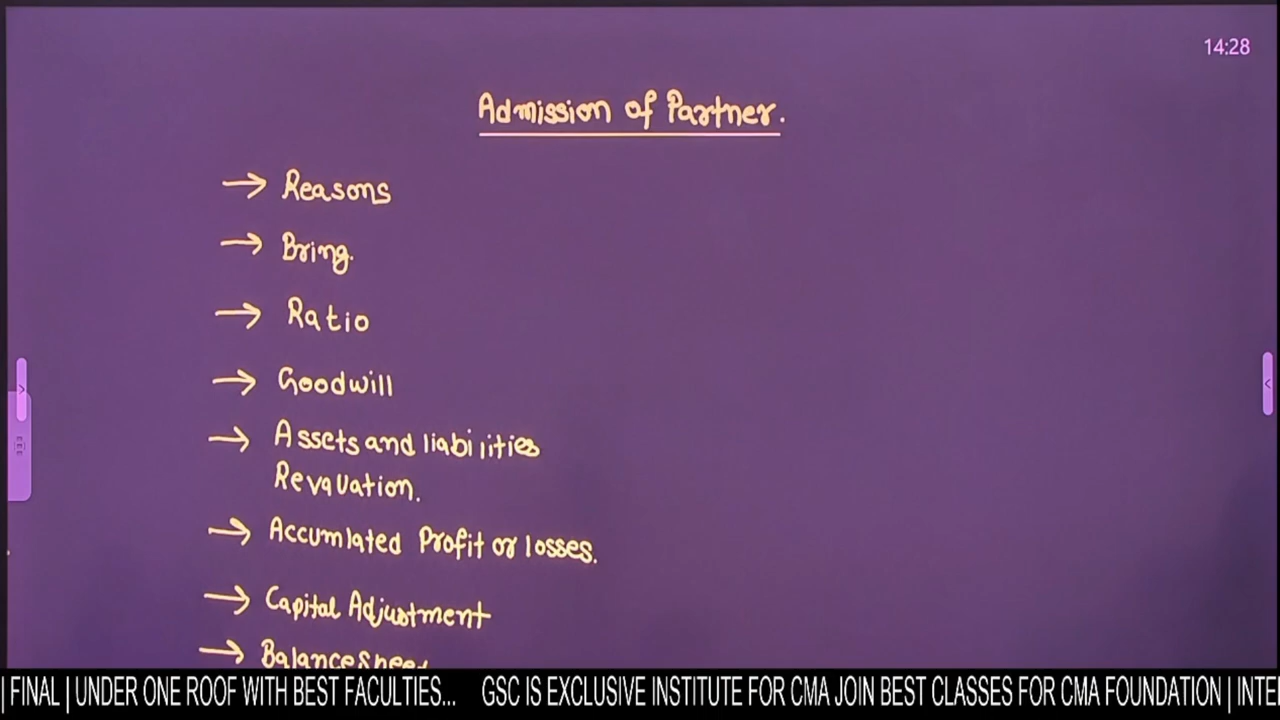 14:28
Admission of Partner.
→ Reasons
→ Bring.
→ Ratio
→ Goodwill
→ Assets and liabilities
Revauation.
→ Accumlated Profit or losses.
→ Capital Adjustment
→ Balance Sheet
| FINAL | UNDER ONE ROOF WITH BEST FACULTIES... GSC IS EXCLUSIVE INSTITUTE FOR CMA JOIN BEST CLASSES FOR CMA FOUNDATION | INTE